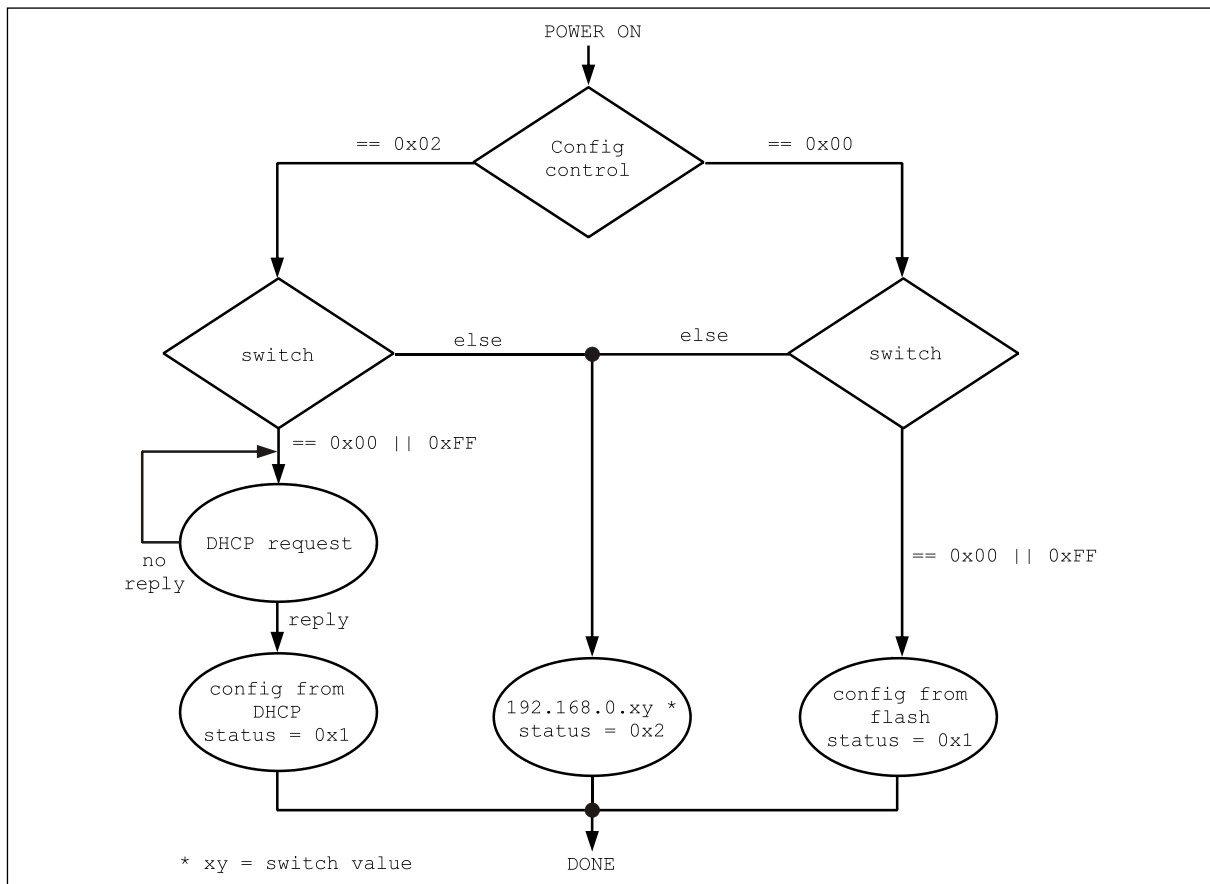 POWER ON
Config
control
== 0x02
== 0x00
switch
else
else
switch
== 0x00 || 0xFF
DHCP request
no
reply
== 0x00 || 0xFF
reply
config from
DHCP
status = 0x1
192.168.0.xy *
status = 0x2
config from
flash
status = 0x1
* xy = switch value
DONE